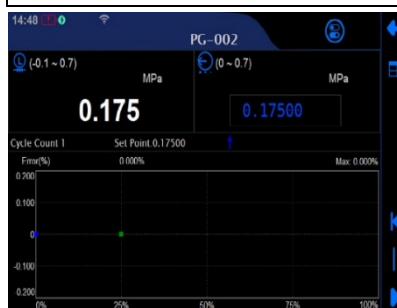 14:48
PG-002
(-0.1 ~ 0.7)
MPa
0.175
(0 ~ 0.7)
MPa
0.17500
Cycle Count 1 Set Point:0.17500
Error(%) 0.000% Max: 0.000%
0.200
0.100
0
-0.100
0.200
0% 25% 50% 75% 100%